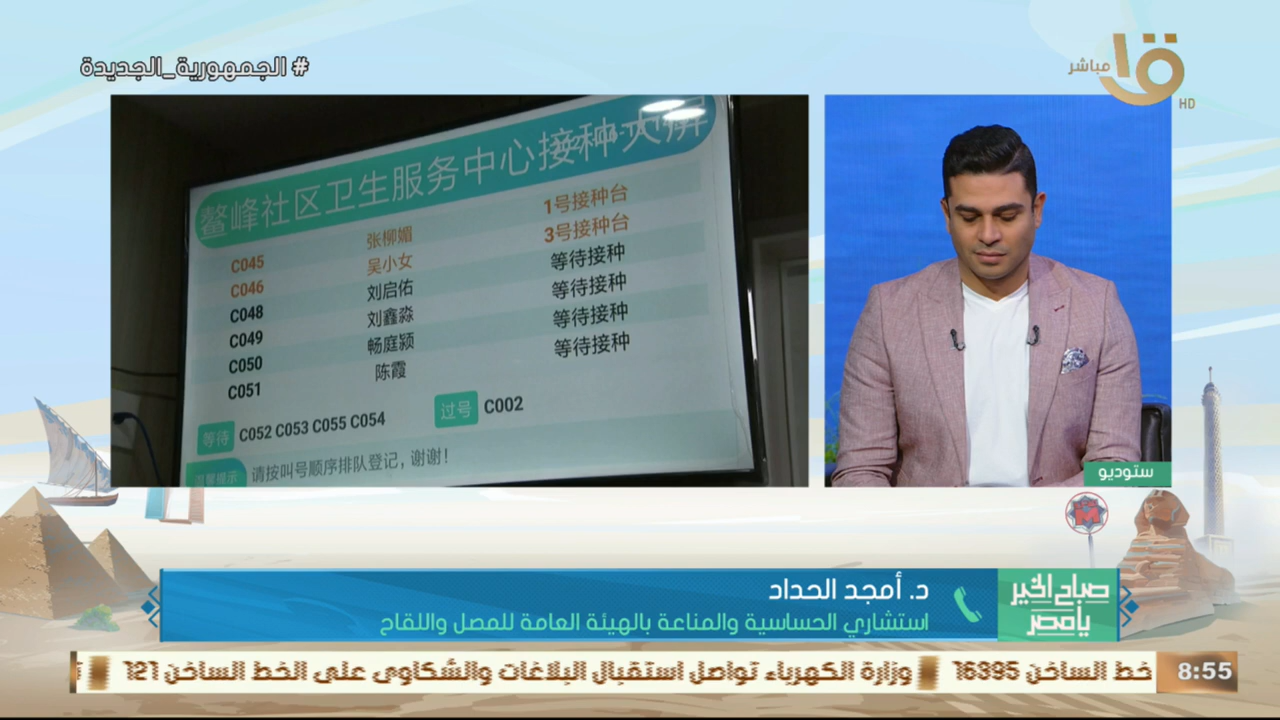 # الجمهورية_الجديدة
مباشر
HD
鳌峰社区卫生服务中心接种大屏
C045 张柳媚 1号接种台
C046 吴小女 3号接种台
C048 刘启佑 等待接种
C049 刘鑫淼 等待接种
C050 畅庭颍 等待接种
C051 陈霞 等待接种
等待 C052 C053 C055 C054 过号 C002
温馨提示 请按叫号顺序排队登记，谢谢！
ستوديو
صباح الخير
يا مصر
د. أمجد الحداد
استشاري الحساسية والمناعة بالهيئة العامة للمصل واللقاح
خط الساخن 16395 وزارة الكهرباء تواصل استقبال البلاغات والشكاوى على الخط الساخن 121
8:55